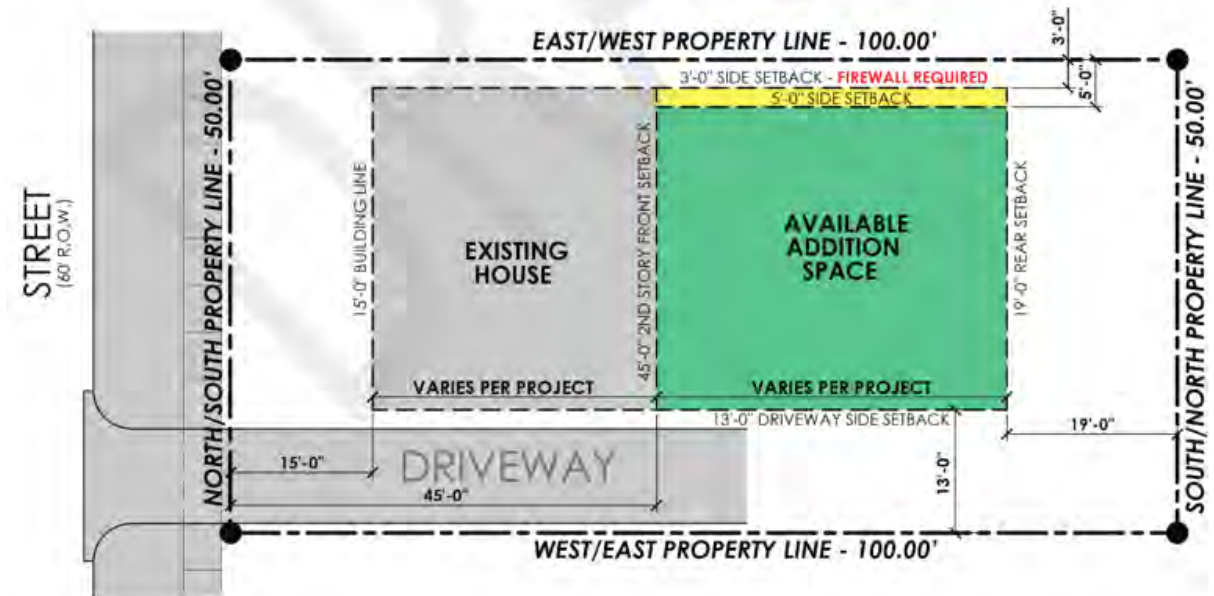 EAST/WEST PROPERTY LINE - 100.00'
3'-0"
3'-0" SIDE SETBACK - FIREWALL REQUIRED
5'-0" SIDE SETBACK
5'-0"
STREET
(60' R.O.W.)
NORTH/SOUTH PROPERTY LINE - 50.00'
15'-0" BUILDING LINE
EXISTING
HOUSE
45'-0" 2ND STORY FRONT SETBACK
AVAILABLE
ADDITION
SPACE
19'-0" REAR SETBACK
SOUTH/NORTH PROPERTY LINE - 50.00'
VARIES PER PROJECT
VARIES PER PROJECT
13'-0" DRIVEWAY SIDE SETBACK
19'-0"
15'-0"
DRIVEWAY
13'-0"
45'-0"
WEST/EAST PROPERTY LINE - 100.00'